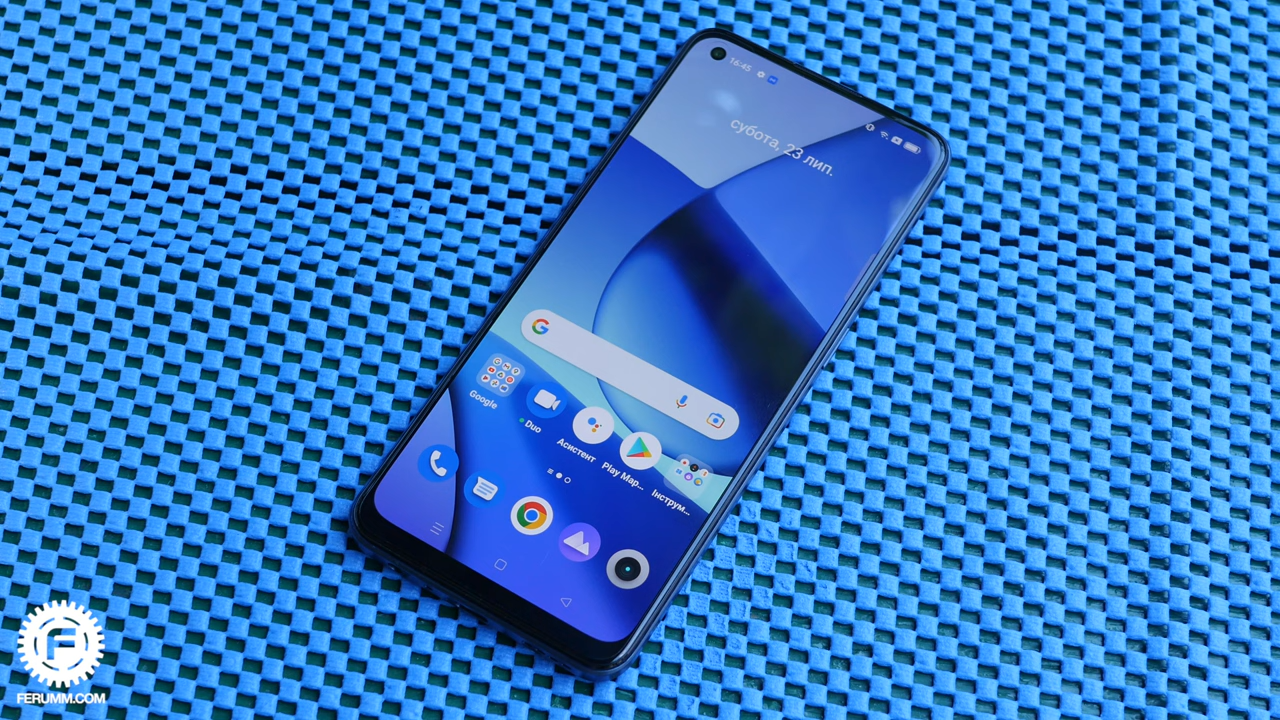 16:45
субота, 23 лип.
Google
Duo
Асистент
Play Мар...
Інструм...
F
FERUMM.COM